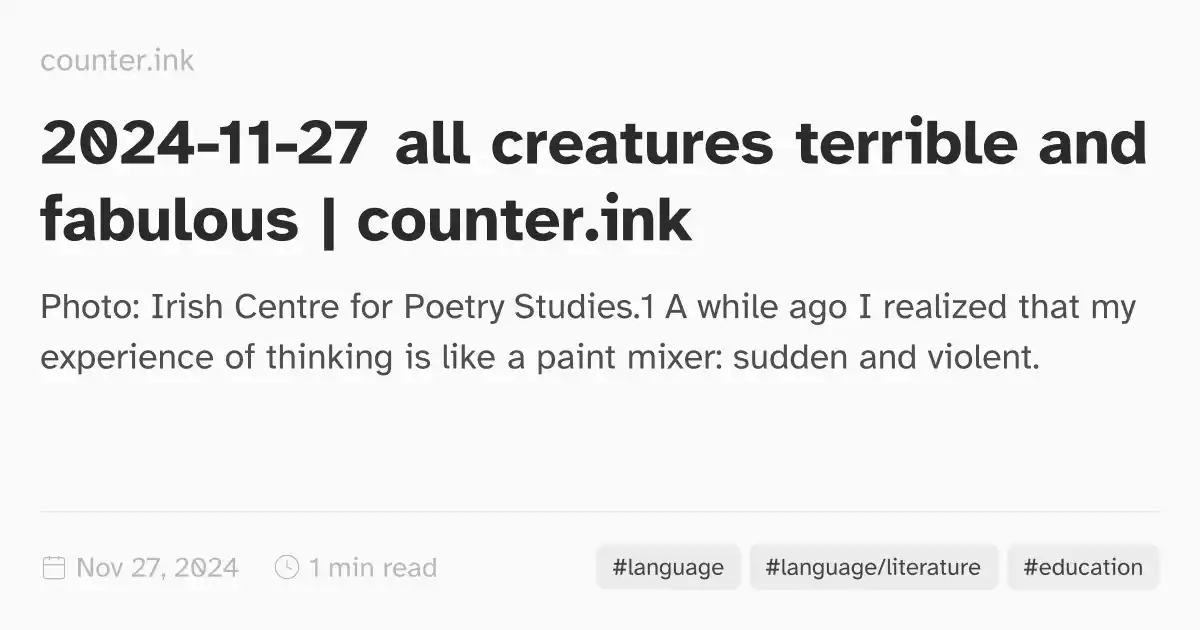 counter.ink
2024-11-27 all creatures terrible and
fabulous | counter.ink
Photo: Irish Centre for Poetry Studies.1 A while ago I realized that my
experience of thinking is like a paint mixer: sudden and violent.
Nov 27, 2024 1 min read #language #language/literature #education